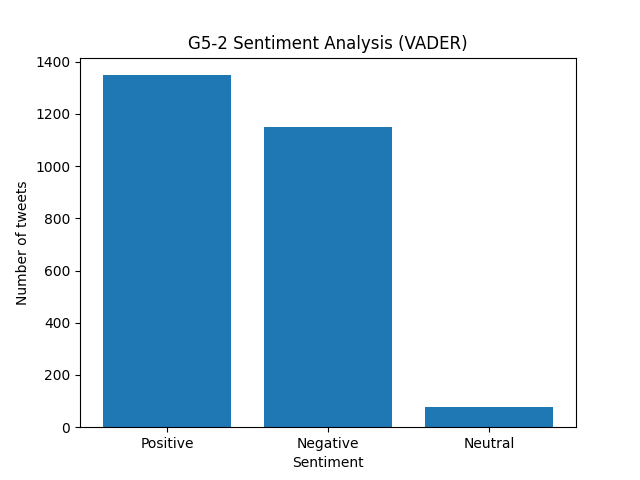 G5-2 Sentiment Analysis (VADER)
1400
1200
1000
800
600
400
200
0
Number of tweets
Positive Negative Neutral
Sentiment